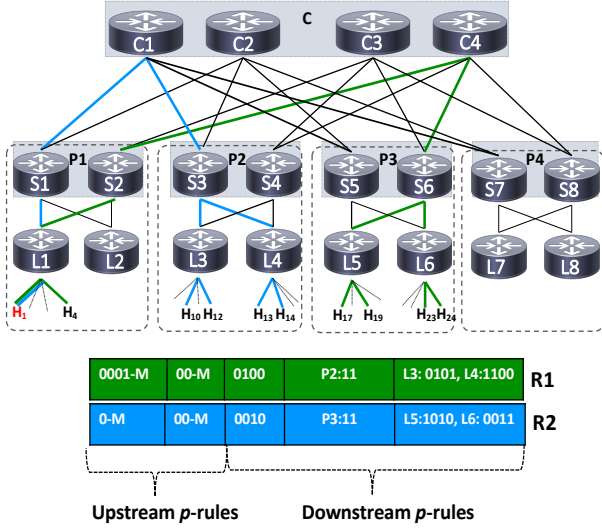 C
C1 C2 C3 C4
P1 P2 P3 P4
S1 S2 S3 S4 S5 S6 S7 S8
L1 L2 L3 L4 L5 L6 L7 L8
H1 H4 H10 H12 H13 H14 H17 H19 H23 H24
0001-M 00-M 0100 P2:11 L3: 0101, L4:1100 R1
0-M 00-M 0010 P3:11 L5:1010, L6: 0011 R2
Upstream p-rules Downstream p-rules